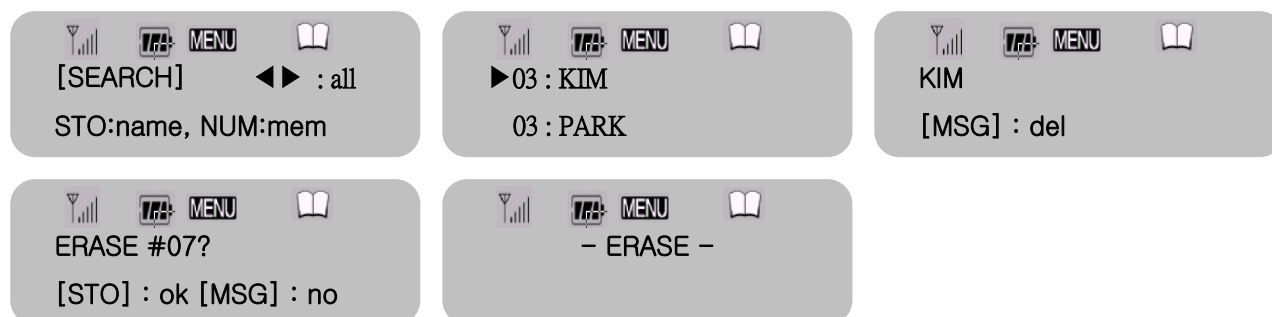 MENU
[SEARCH] ◀▶ : all
STO:name, NUM:mem
MENU
▶03 : KIM
03 : PARK
MENU
KIM
[MSG] : del
MENU
ERASE #07?
[STO] : ok [MSG] : no
MENU
– ERASE –